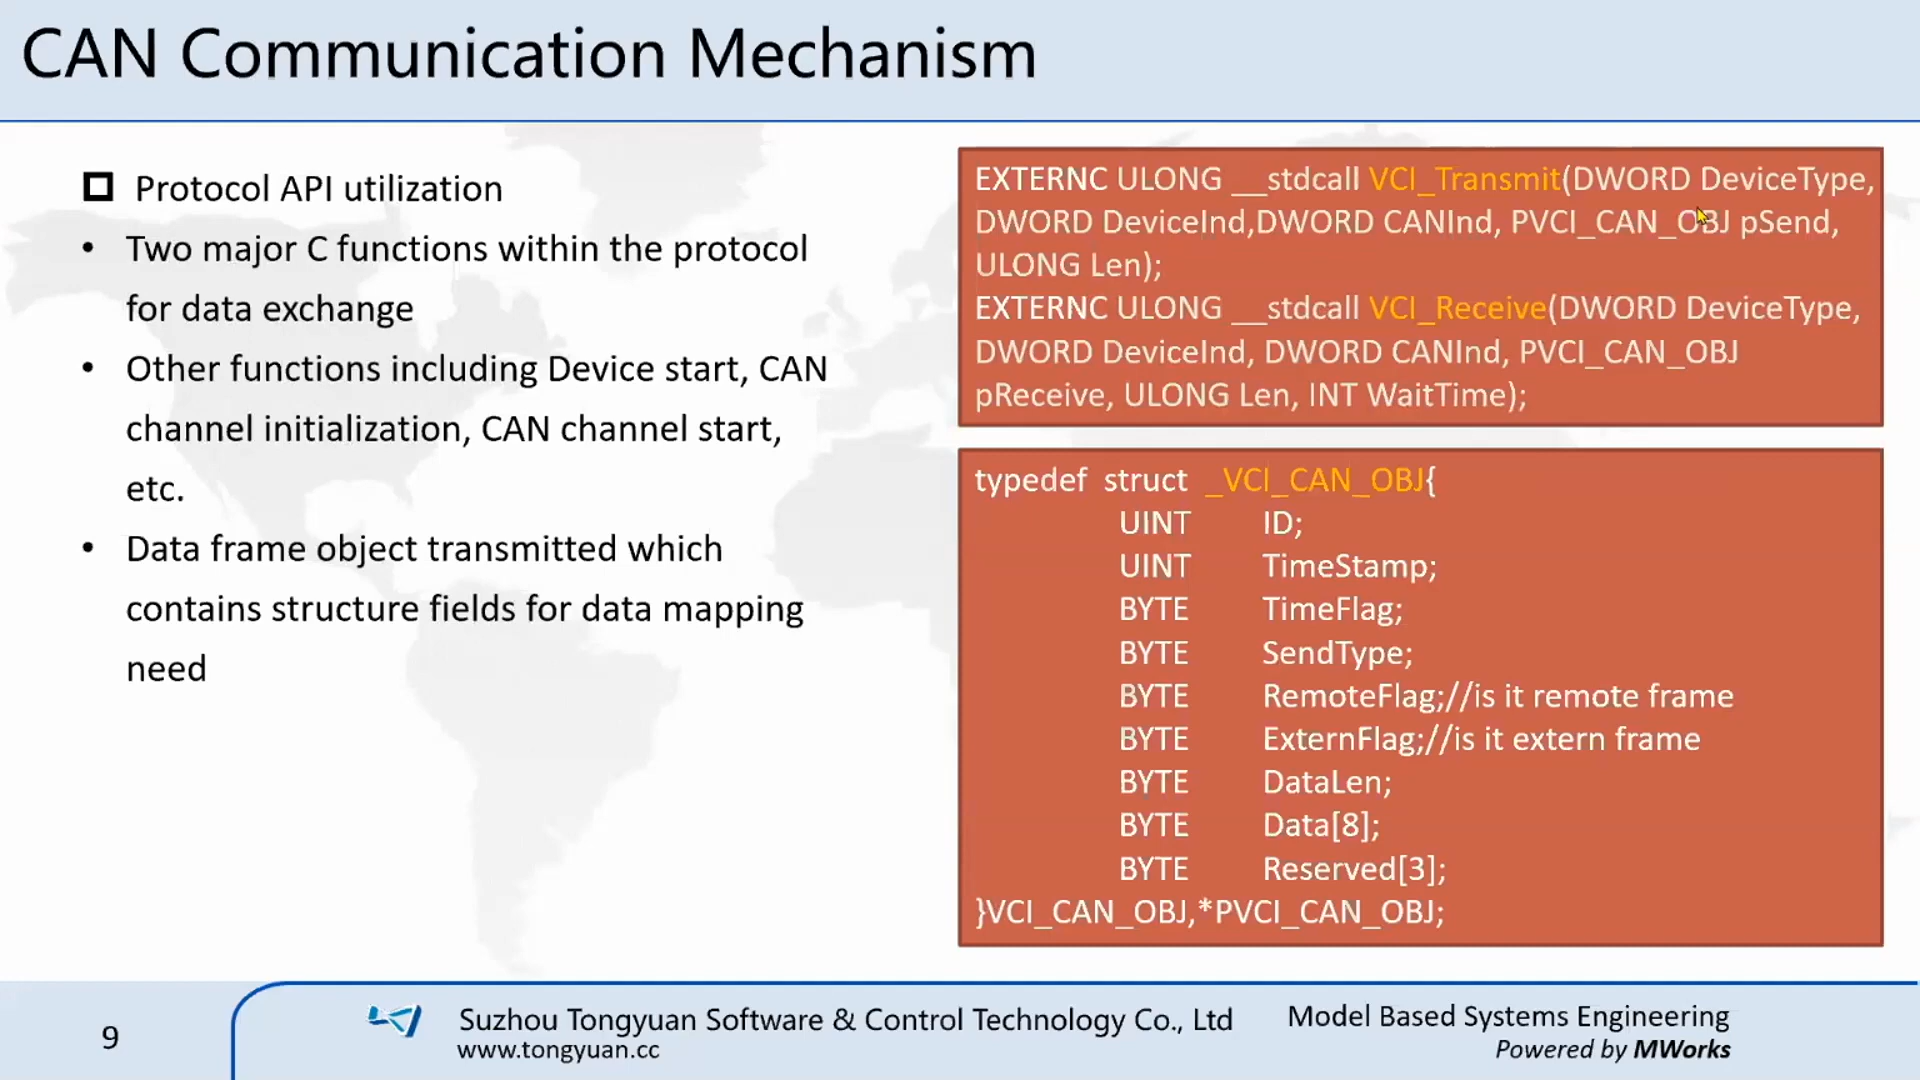 CAN Communication Mechanism
Protocol API utilization
• Two major C functions within the protocol
for data exchange
• Other functions including Device start, CAN
channel initialization, CAN channel start,
etc.
• Data frame object transmitted which
contains structure fields for data mapping
need
EXTERNC ULONG __stdcall VCI_Transmit(DWORD DeviceType,
DWORD DeviceInd,DWORD CANInd, PVCI_CAN_OBJ pSend,
ULONG Len);
EXTERNC ULONG __stdcall VCI_Receive(DWORD DeviceType,
DWORD DeviceInd, DWORD CANInd, PVCI_CAN_OBJ
pReceive, ULONG Len, INT WaitTime);
typedef struct _VCI_CAN_OBJ{
UINT ID;
UINT TimeStamp;
BYTE TimeFlag;
BYTE SendType;
BYTE RemoteFlag;//is it remote frame
BYTE ExternFlag;//is it extern frame
BYTE DataLen;
BYTE Data[8];
BYTE Reserved[3];
}VCI_CAN_OBJ,*PVCI_CAN_OBJ;
9
Suzhou Tongyuan Software & Control Technology Co., Ltd
www.tongyuan.cc
Model Based Systems Engineering
Powered by MWorks